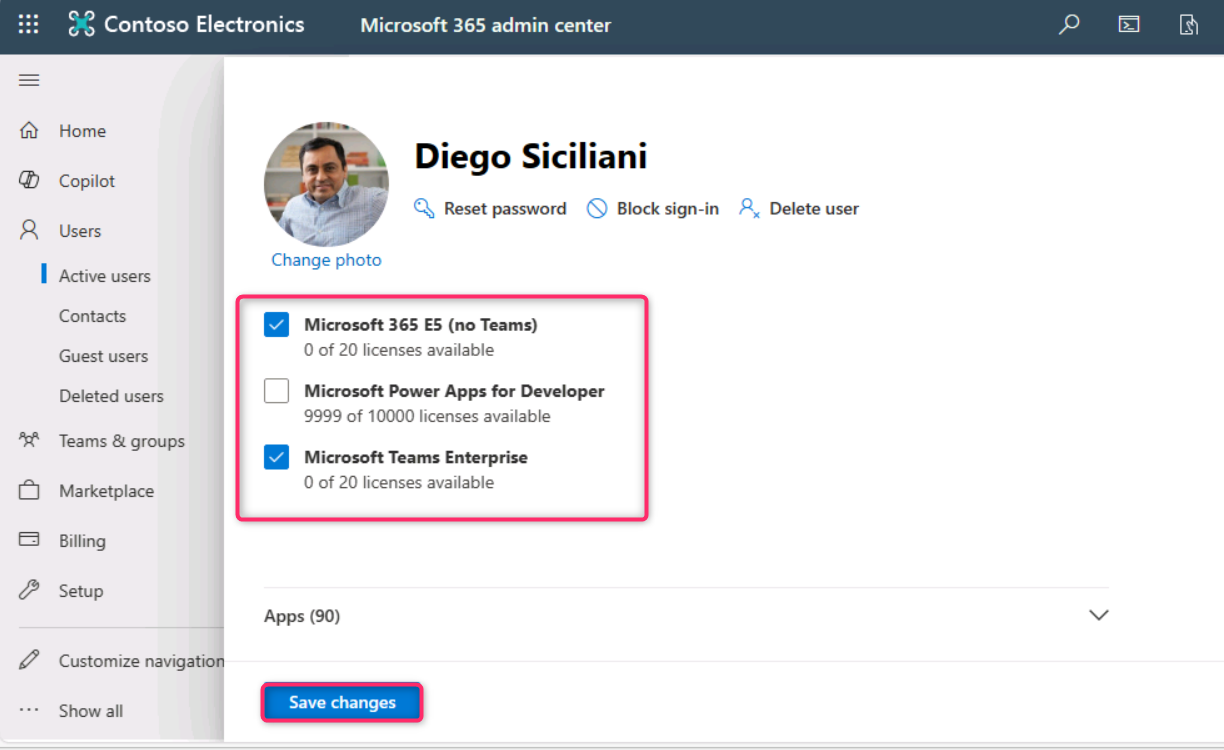 Contoso Electronics
Microsoft 365 admin center
Home
Copilot
Users
Active users
Contacts
Guest users
Deleted users
Teams & groups
Marketplace
Billing
Setup
Customize navigation
Show all
Diego Siciliani
Reset password
Block sign-in
Delete user
Change photo
Microsoft 365 E5 (no Teams)
0 of 20 licenses available
Microsoft Power Apps for Developer
9999 of 10000 licenses available
Microsoft Teams Enterprise
0 of 20 licenses available
Apps (90)
Save changes